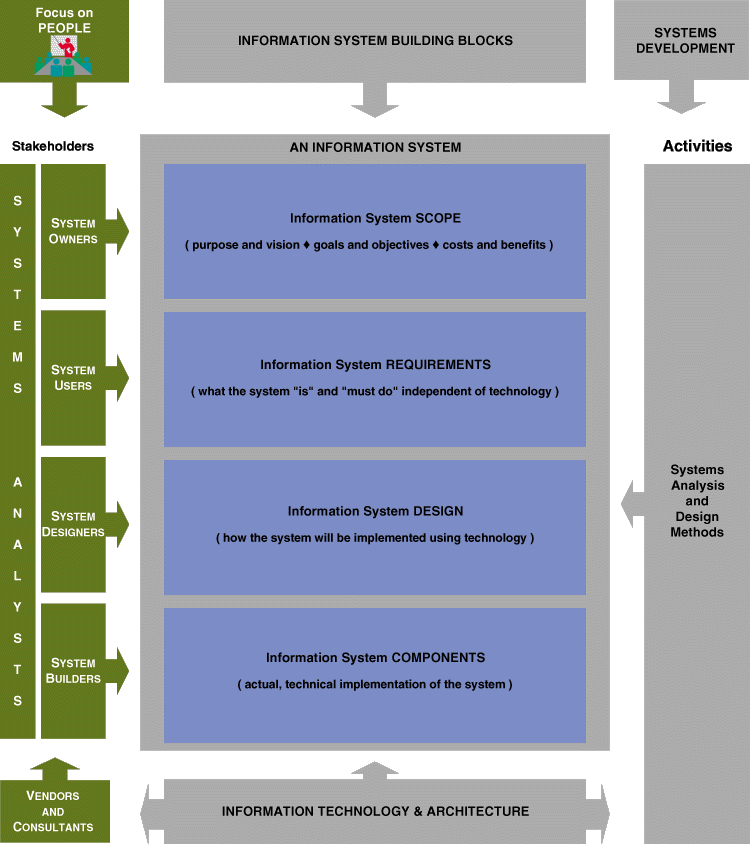 Focus on
PEOPLE
INFORMATION SYSTEM BUILDING BLOCKS
SYSTEMS
DEVELOPMENT
Stakeholders
AN INFORMATION SYSTEM
Activities
SYSTEMS ANALYSTS
SYSTEM
OWNERS
Information System SCOPE
( purpose and vision ♦ goals and objectives ♦ costs and benefits )
SYSTEM
USERS
Information System REQUIREMENTS
( what the system "is" and "must do" independent of technology )
SYSTEM
DESIGNERS
Information System DESIGN
( how the system will be implemented using technology )
SYSTEM
BUILDERS
Information System COMPONENTS
( actual, technical implementation of the system )
Systems
Analysis
and
Design
Methods
VENDORS
AND
CONSULTANTS
INFORMATION TECHNOLOGY & ARCHITECTURE